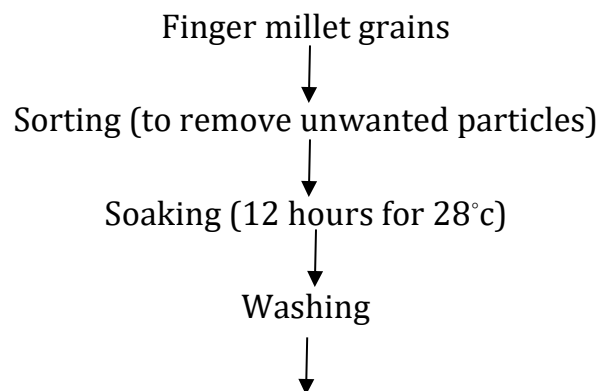 Finger millet grains
Sorting (to remove unwanted particles)
Soaking (12 hours for 28°c)
Washing